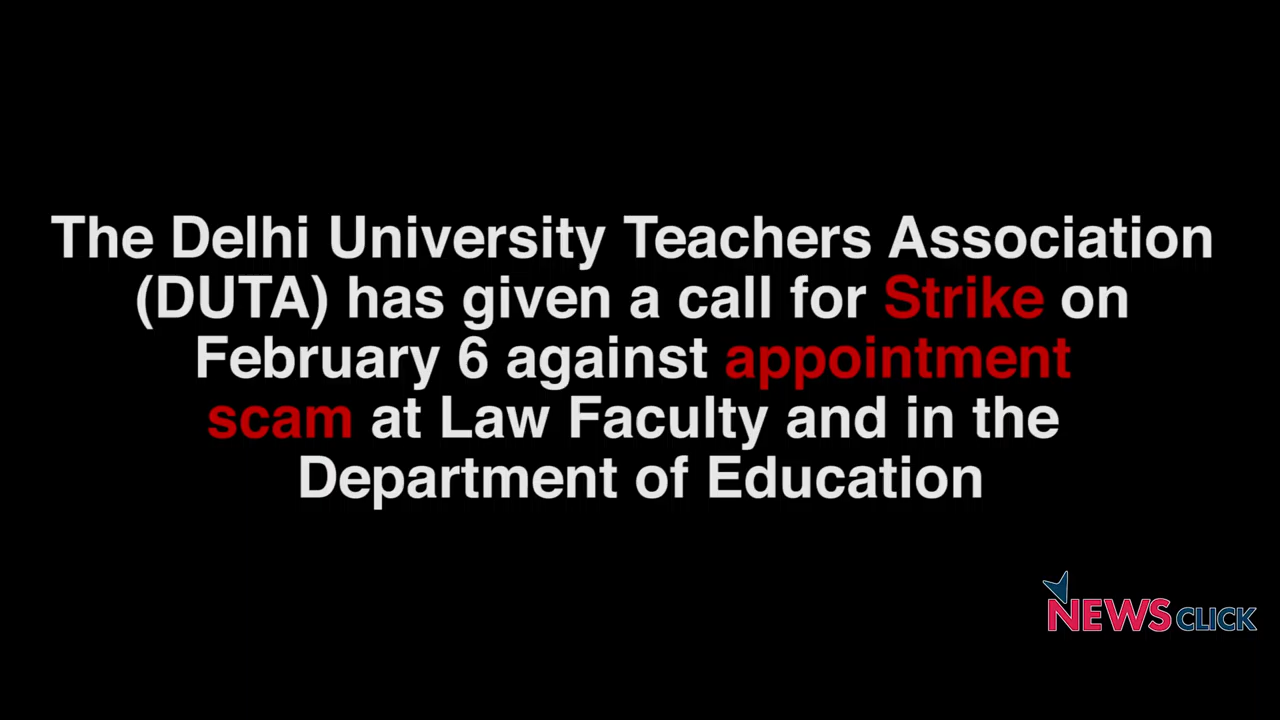 The Delhi University Teachers Association
(DUTA) has given a call for Strike on
February 6 against appointment
scam at Law Faculty and in the
Department of Education
NEWSCLICK